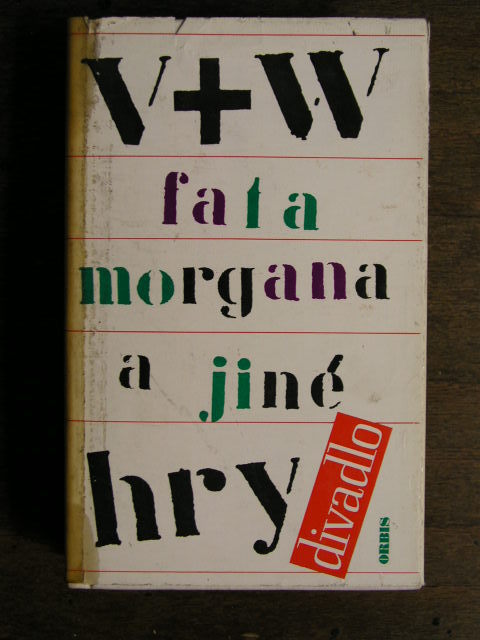 V+W
fata
morgana
a jiné
hry
divadlo
ORBIS